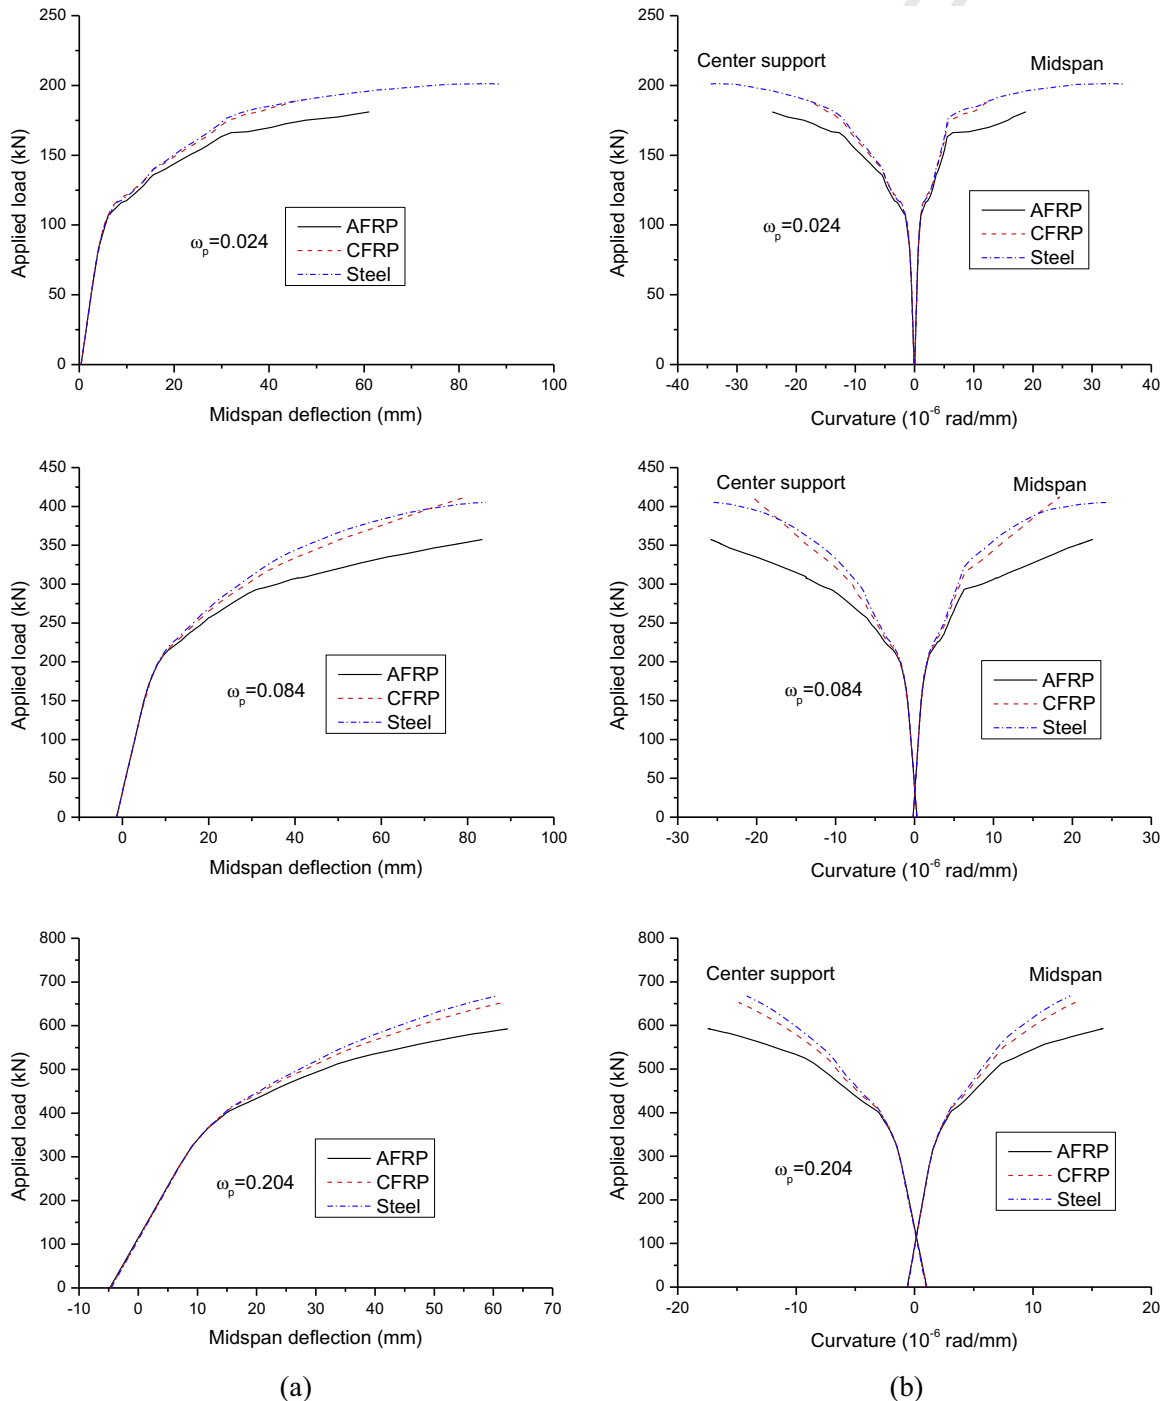 250
200
150
100
50
0
Applied load (kN)
0 20 40 60 80 100
Midspan deflection (mm)
ωp=0.024
AFRP
CFRP
Steel
250
200
150
100
50
0
Applied load (kN)
Center support
Midspan
ωp=0.024
AFRP
CFRP
Steel
-40 -30 -20 -10 0 10 20 30 40
Curvature (10-6 rad/mm)
450
400
350
300
250
200
150
100
50
0
Applied load (kN)
ωp=0.084
AFRP
CFRP
Steel
0 20 40 60 80 100
Midspan deflection (mm)
450
400
350
300
250
200
150
100
50
0
Applied load (kN)
Center support
Midspan
ωp=0.084
AFRP
CFRP
Steel
-30 -20 -10 0 10 20 30
Curvature (10-6 rad/mm)
800
700
600
500
400
300
200
100
0
Applied load (kN)
ωp=0.204
AFRP
CFRP
Steel
-10 0 10 20 30 40 50 60 70
Midspan deflection (mm)
800
700
600
500
400
300
200
100
0
Applied load (kN)
Center support
Midspan
ωp=0.204
AFRP
CFRP
Steel
-20 -10 0 10 20
Curvature (10-6 rad/mm)
(a)
(b)